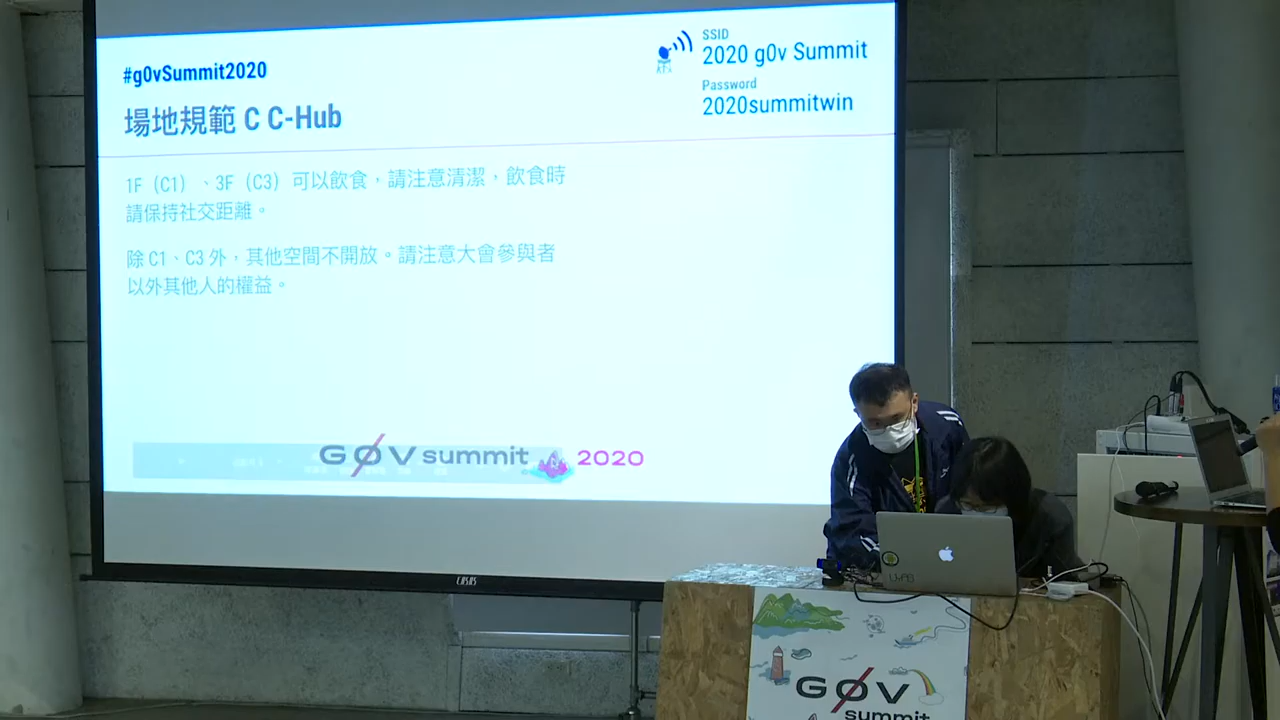 #g0vSummit2020
SSID
2020 g0v Summit
Password
2020summitwin
場地規範 C C-Hub
1F（C1）、3F（C3）可以飲食，請注意清潔，飲食時
請保持社交距離。
除 C1、C3 外，其他空間不開放。請注意大會參與者
以外其他人的權益。
GØV summit 2020
GØV
summit